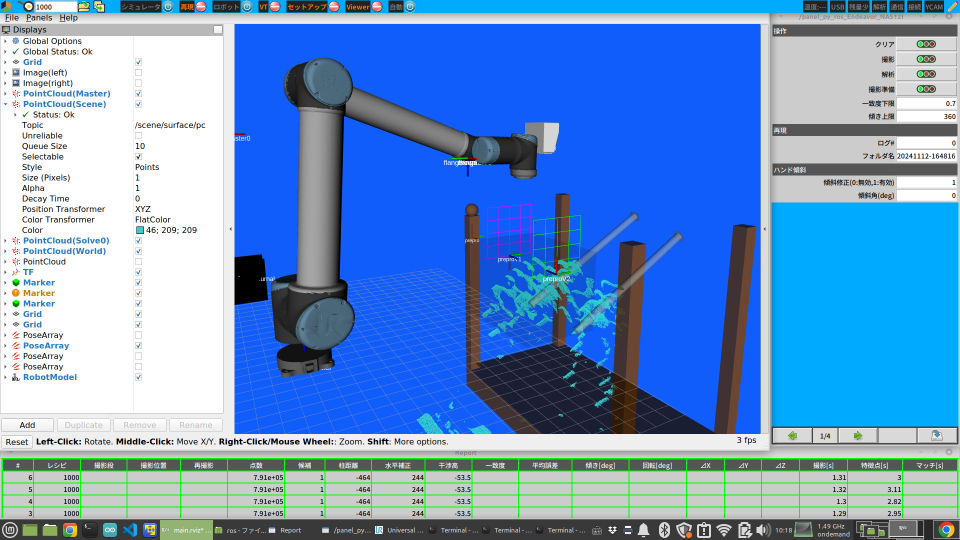 1000 シミュレータ 再現 ロボット VT セットアップ Viewer 自動 温度:--- USB 残量少 解析 通信 接続 YCAM
File Panels Help
/panel_py_ros_Endeavor_NA3121
Displays
Global Options
Global Status: Ok
Grid
Image(left)
Image(right)
PointCloud(Master)
PointCloud(Scene)
Status: Ok
Topic /scene/surface/pc
Unreliable
Queue Size 10
Selectable
Style Points
Size (Pixels) 1
Alpha 1
Decay Time 0
Position Transformer XYZ
Color Transformer FlatColor
Color 46; 209; 209
PointCloud(Solve0)
PointCloud(World)
PointCloud
TF
Marker
Marker
Marker
Grid
Grid
PoseArray
PoseArray
PoseArray
PoseArray
RobotModel
Add Duplicate Remove Rename
Reset Left-Click: Rotate. Middle-Click: Move X/Y. Right-Click/Mouse Wheel:: Zoom. Shift: More options. 3 fps
操作
クリア
撮影
解析
撮影準備
一致度下限 0.7
傾き上限 360
再現
ログ# 0
フォルダ名 20241112-164816
ハンド傾斜
傾斜修正(0:無効,1:有効) 1
傾斜角(deg) 0
1/4
Report
# レシピ 撮影段 撮影位置 再撮影 点数 候補 柱距離 水平補正 干渉高 一致度 平均誤差 傾き[deg] 回転[deg] ⊿X ⊿Y ⊿Z 撮影[s] 特徴点[s] マッチ[s]
6 1000 7.91e+05 1 -464 244 -53.5 1.31 3
5 1000 7.91e+05 1 -464 244 -53.5 1.32 3.11
4 1000 7.91e+05 1 -464 244 -53.5 1.3 2.82
3 1000 7.91e+05 1 -464 244 -53.5 1.29 2.95
main.rviz* ros - ファイ... Report /panel_py... Universal ... Terminal - ... Terminal - ... Terminal - ... 10:18 1.49 GHz
ondemand